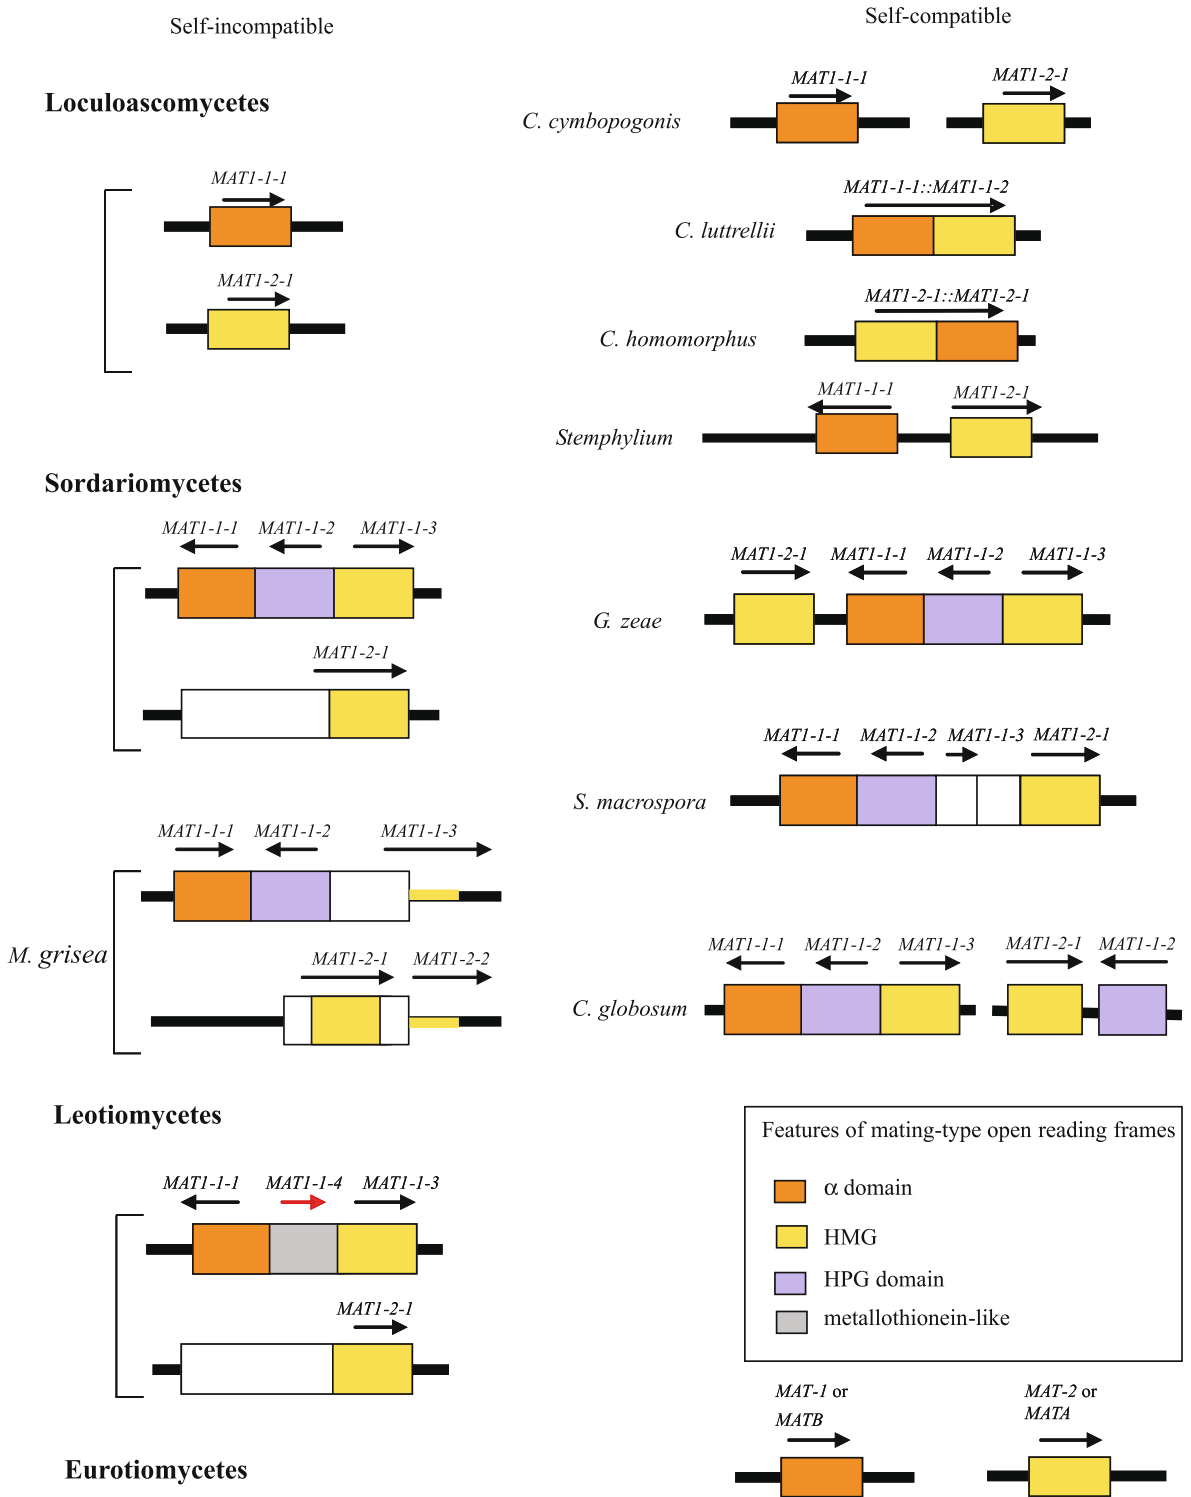 Self-incompatible
Self-compatible
Loculoascomycetes
MAT1-1-1
MAT1-2-1
C. cymbopogonis
MAT1-1-1
MAT1-2-1
MAT1-1-1::MAT1-1-2
C. luttrellii
MAT1-2-1::MAT1-2-1
C. homomorphus
MAT1-1-1
MAT1-2-1
Stemphylium
Sordariomycetes
MAT1-1-1
MAT1-1-2
MAT1-1-3
MAT1-2-1
MAT1-2-1
MAT1-1-1
MAT1-1-2
MAT1-1-3
G. zeae
MAT1-1-1
MAT1-1-2
MAT1-1-3
MAT1-2-1
S. macrospora
MAT1-1-1
MAT1-1-2
MAT1-1-3
M. grisea
MAT1-2-1
MAT1-2-2
MAT1-1-1
MAT1-1-2
MAT1-1-3
MAT1-2-1
MAT1-1-2
C. globosum
Leotiomycetes
MAT1-1-1
MAT1-1-4
MAT1-1-3
MAT1-2-1
Features of mating-type open reading frames
α domain
HMG
HPG domain
metallothionein-like
Eurotiomycetes
MAT-1 or
MATB
MAT-2 or
MATA